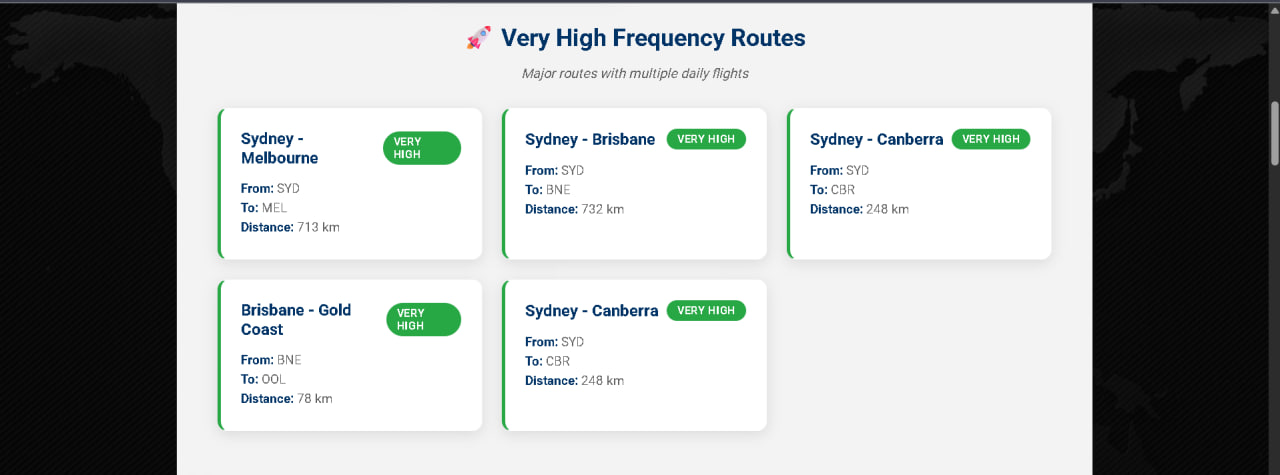 🚀 Very High Frequency Routes
Major routes with multiple daily flights
Sydney -
Melbourne
VERY
HIGH
From: SYD
To: MEL
Distance: 713 km
Sydney - Brisbane
VERY HIGH
From: SYD
To: BNE
Distance: 732 km
Sydney - Canberra
VERY HIGH
From: SYD
To: CBR
Distance: 248 km
Brisbane - Gold
Coast
VERY
HIGH
From: BNE
To: OOL
Distance: 78 km
Sydney - Canberra
VERY HIGH
From: SYD
To: CBR
Distance: 248 km